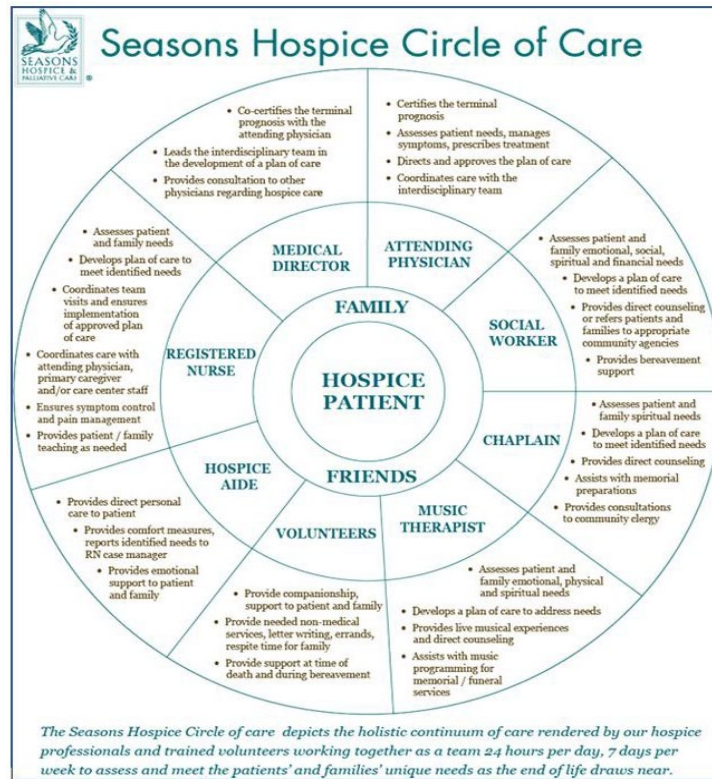 SEASONS
HOSPICE &
PALLIATIVE CARE
®
Seasons Hospice Circle of Care
• Co-certifies the terminal
prognosis with the
attending physician
• Leads the interdisciplinary team
in the development of a plan of care
• Provides consultation to other
physicians regarding hospice care
• Certifies the terminal
prognosis
• Assesses patient needs, manages
symptoms, prescribes treatment
• Directs and approves the plan of care
• Coordinates care with the
interdisciplinary team
MEDICAL
DIRECTOR
ATTENDING
PHYSICIAN
• Assesses patient
and family needs
• Develops plan of care to
meet identified needs
• Coordinates team
visits and ensures
implementation
of approved plan
of care
• Coordinates care with
attending physician,
primary caregiver
and/or care center staff
• Ensures symptom control
and pain management
• Provides patient / family
teaching as needed
REGISTERED
NURSE
FAMILY
HOSPICE
PATIENT
FRIENDS
SOCIAL
WORKER
• Assesses patient and
family emotional, social,
spiritual and financial needs
• Develops a plan of care
to meet identified needs
• Provides direct counseling
or refers patients and
families to appropriate
community agencies
• Provides bereavement
support
CHAPLAIN
• Assesses patient and
family spiritual needs
• Develops a plan of care
to meet identified needs
• Provides direct counseling
• Assists with memorial
preparations
• Provides consultations
to community clergy
HOSPICE
AIDE
• Provides direct personal
care to patient
• Provides comfort measures,
reports identified needs to
RN case manager
• Provides emotional
support to patient
and family
VOLUNTEERS
• Provide companionship,
support to patient and family
• Provide needed non-medical
services, letter writing, errands,
respite time for family
• Provide support at time of
death and during bereavement
MUSIC
THERAPIST
• Assesses patient and
family emotional, physical
and spiritual needs
• Develops a plan of care to address needs
• Provides live musical experiences
and direct counseling
• Assists with music
programming for
memorial / funeral
services
The Seasons Hospice Circle of care depicts the holistic continuum of care rendered by our hospice
professionals and trained volunteers working together as a team 24 hours per day, 7 days per
week to assess and meet the patients' and families' unique needs as the end of life draws near.